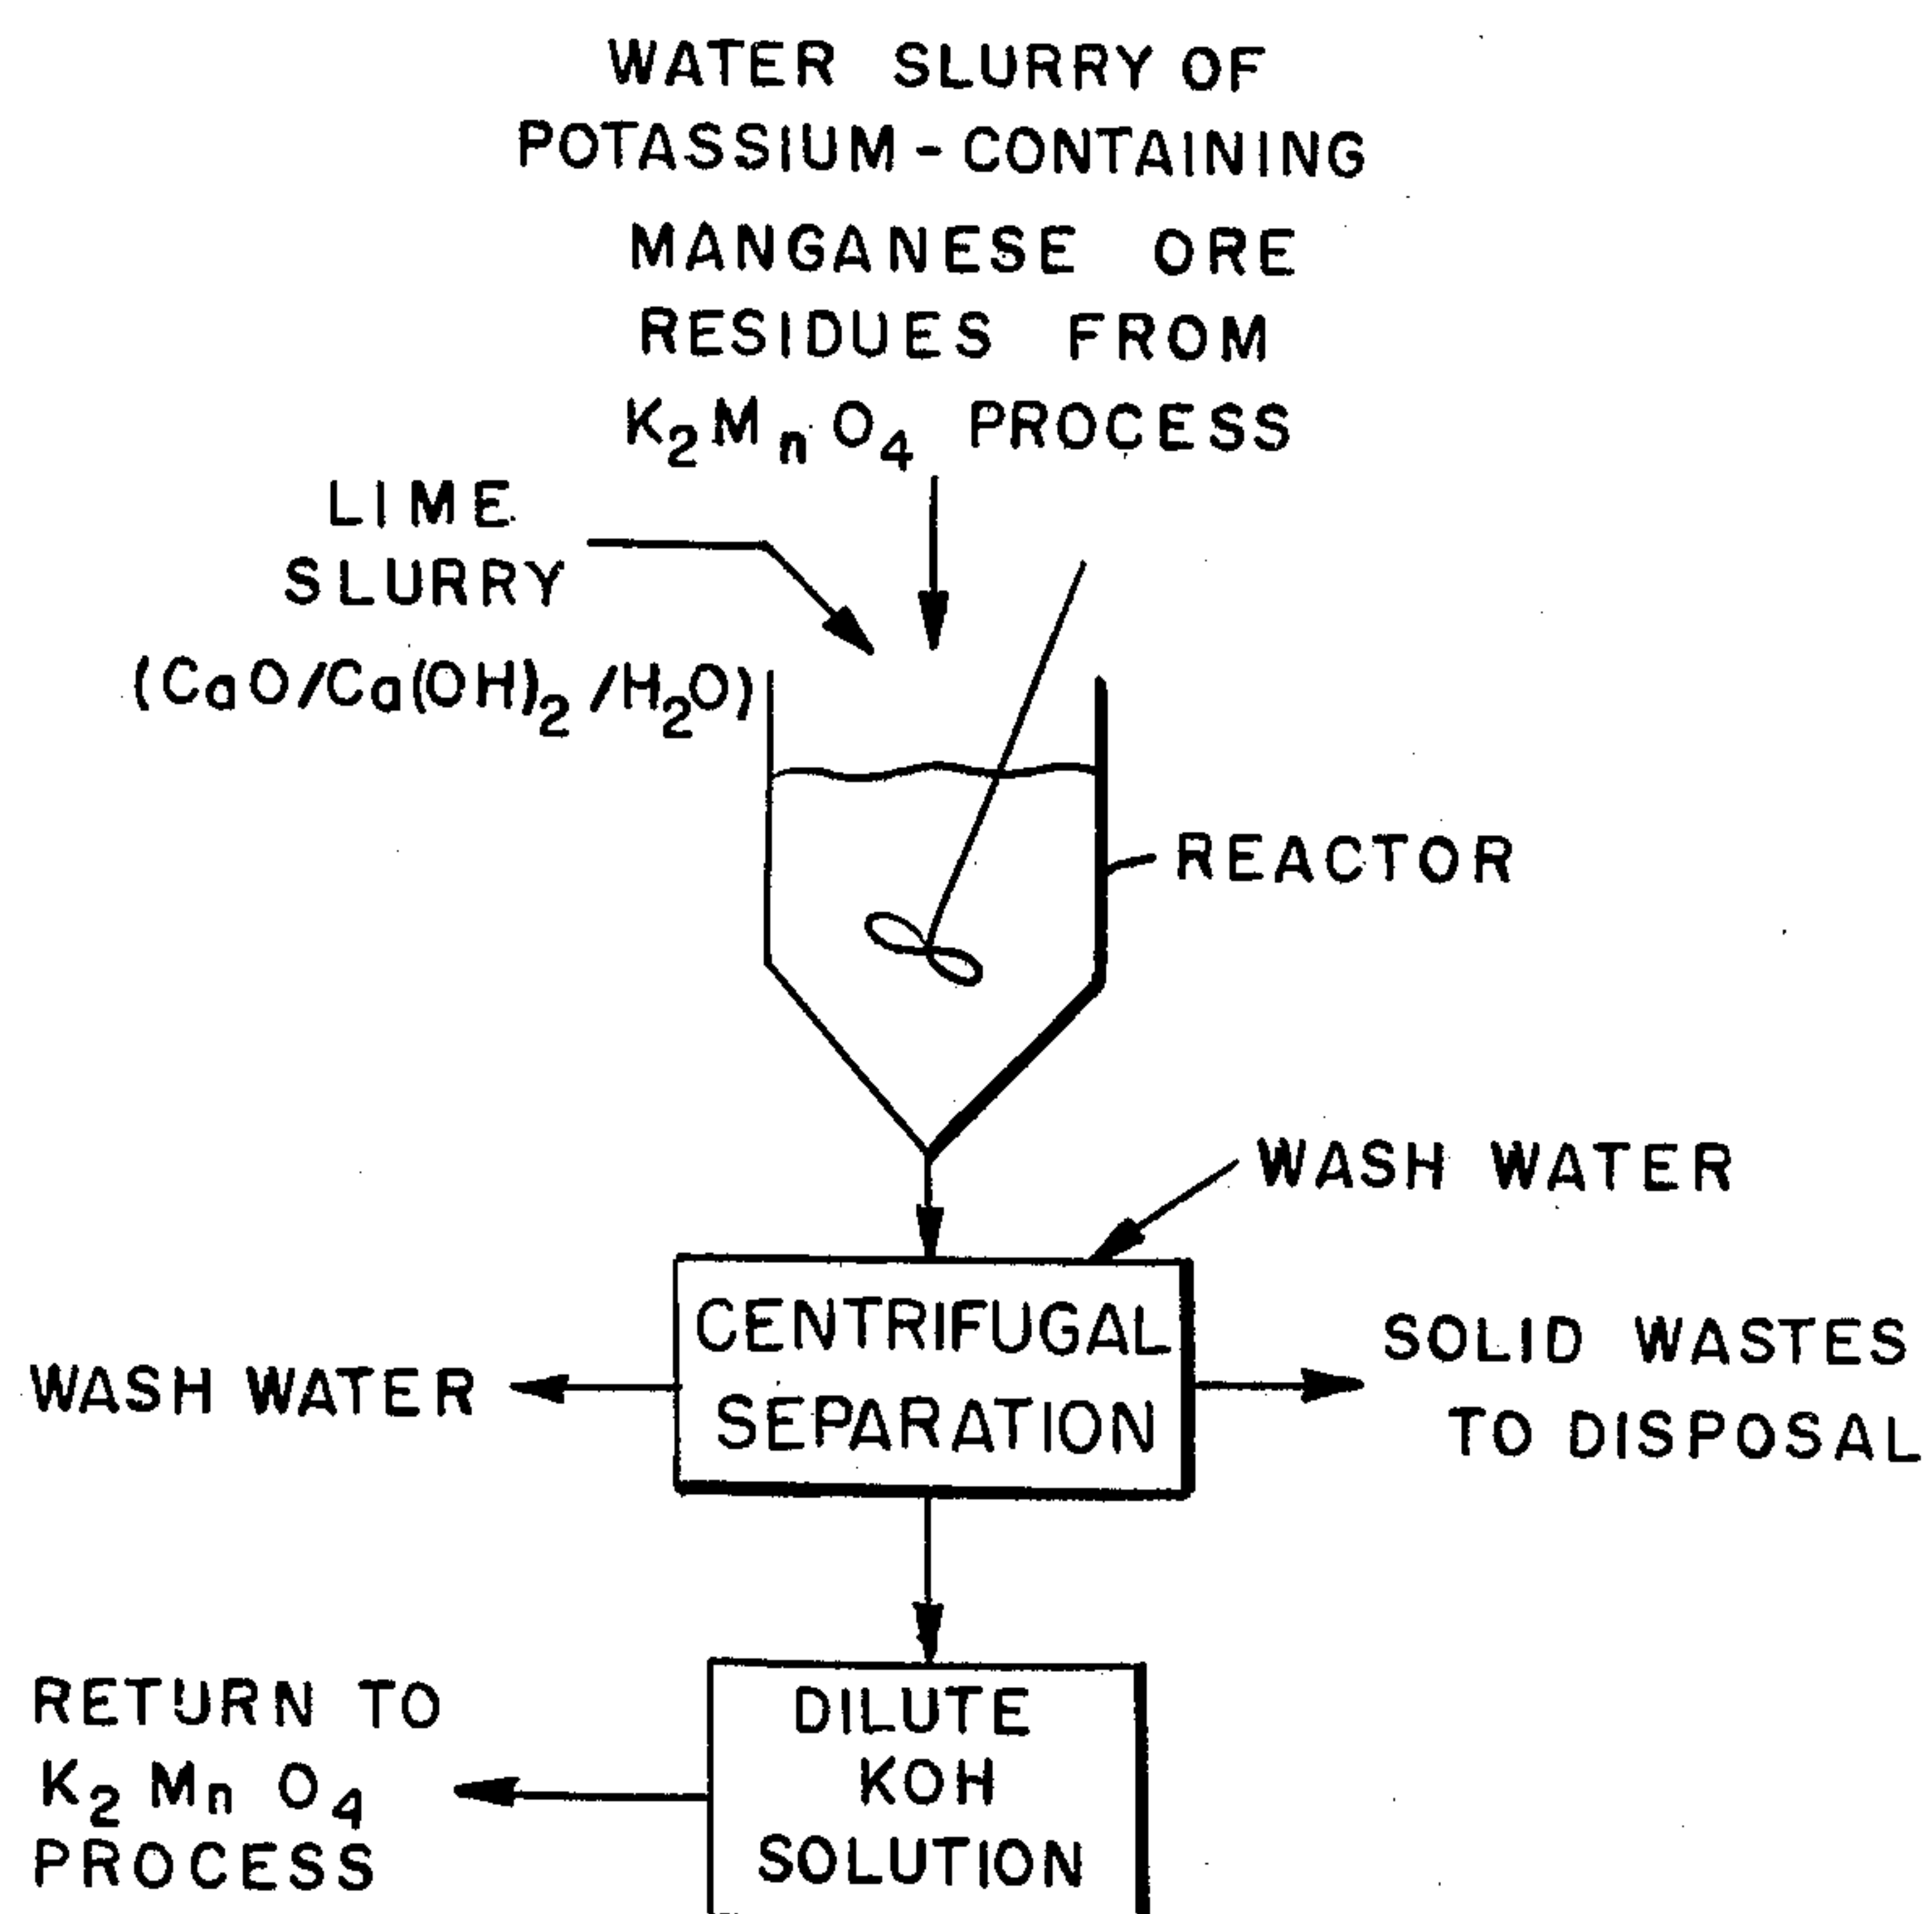 WATER SLURRY OF
POTASSIUM-CONTAINING
MANGANESE ORE
RESIDUES FROM
K₂MnO₄ PROCESS
LIME
SLURRY
(CaO/Ca(OH)₂/H₂O)
REACTOR
WASH WATER
CENTRIFUGAL
SEPARATION
WASH WATER
SOLID WASTES
TO DISPOSAL
DILUTE
KOH
SOLUTION
RETURN TO
K₂MnO₄
PROCESS